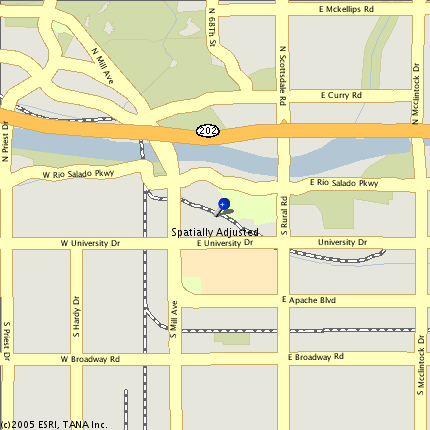 E Mckellips Rd
N 68Th St
N Mill Ave
N Scottsdale Rd
N Mcclintock Dr
E Curry Rd
202
N Priest Dr
W Rio Salado Pkwy
E Rio Salado Pkwy
S Rural Rd
Spatially Adjusted
W University Dr
E University Dr
University Dr
S Hardy Dr
S Mill Ave
E Apache Blvd
S Priest Dr
W Broadway Rd
E Broadway Rd
S Mcclintock Dr
(c)2005 ESRI, TANA Inc.